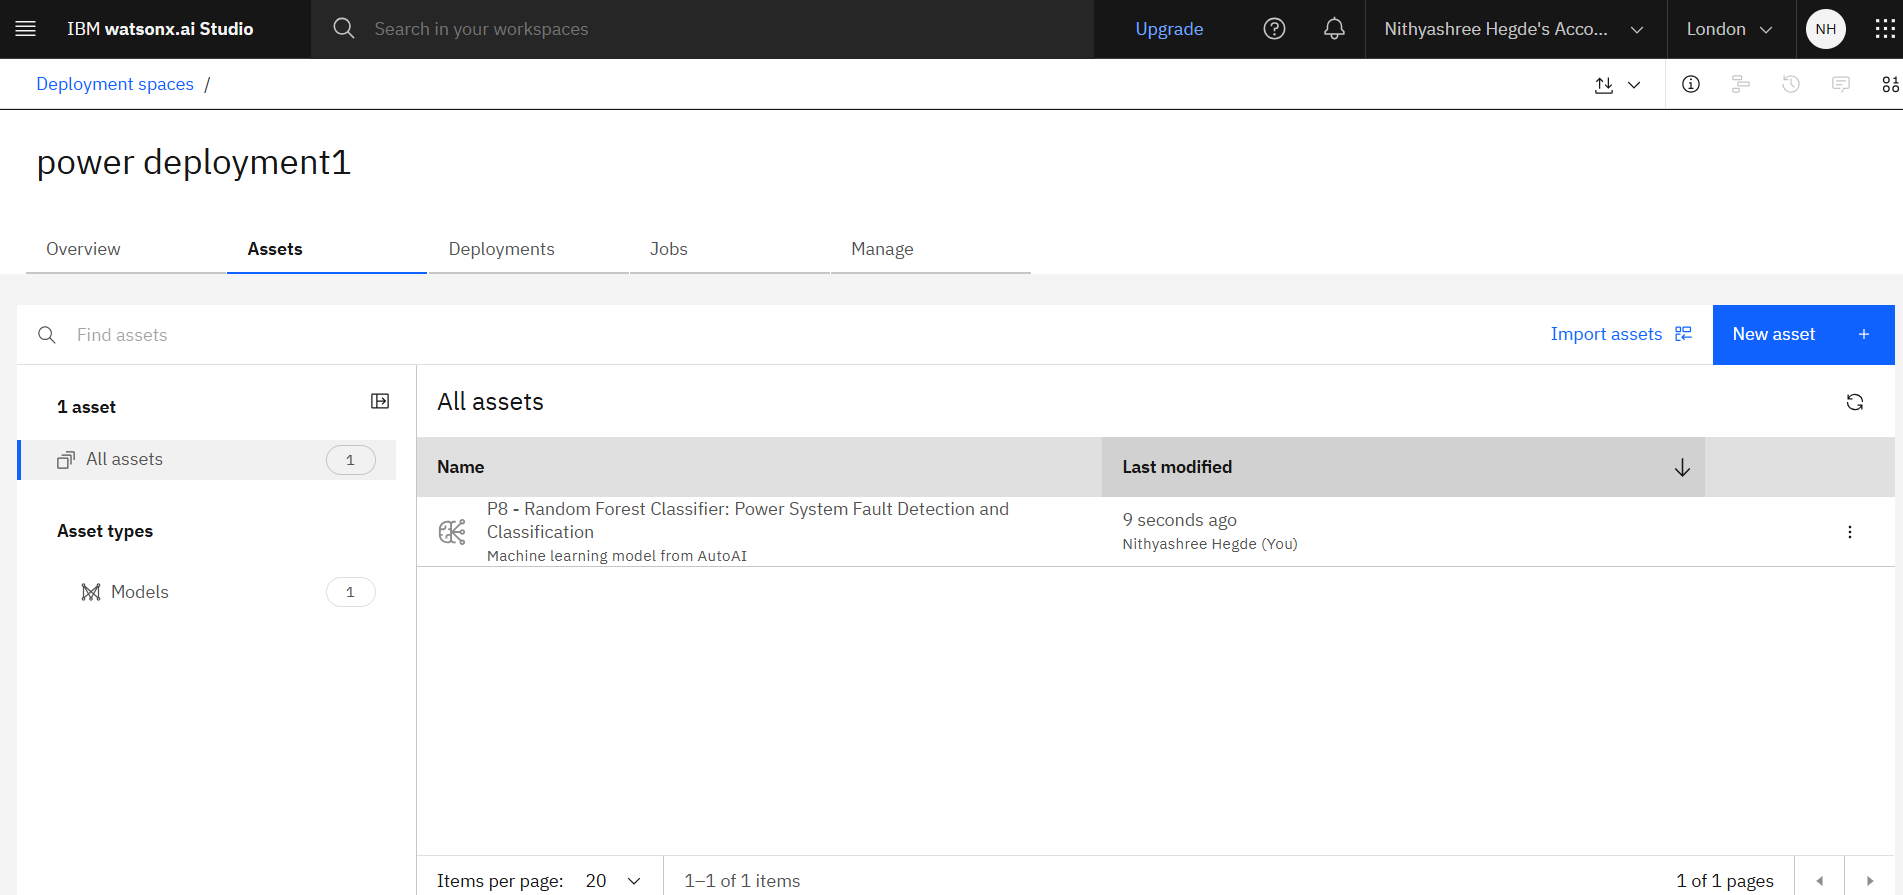 IBM watsonx.ai Studio
Search in your workspaces
Upgrade
Nithyashree Hegde's Acco...
London
NH
Deployment spaces /
power deployment1
Overview
Assets
Deployments
Jobs
Manage
Find assets
Import assets
New asset +
1 asset
All assets 1
Asset types
Models 1
All assets
Name
Last modified
P8 - Random Forest Classifier: Power System Fault Detection and
Classification
Machine learning model from AutoAI
9 seconds ago
Nithyashree Hegde (You)
Items per page: 20
1–1 of 1 items
1 of 1 pages